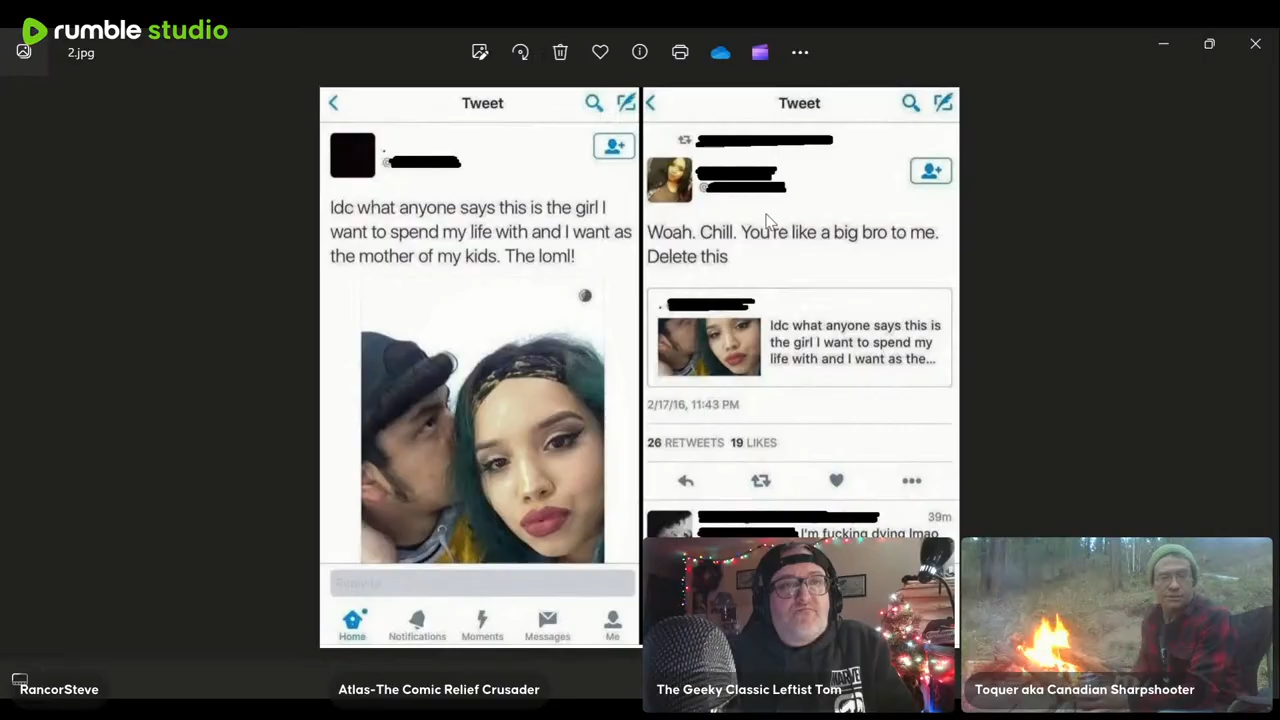 rumble studio
2.jpg
Tweet
Idc what anyone says this is the girl I
want to spend my life with and I want as
the mother of my kids. The loml!
Home
Notifications
Moments
Messages
Me
Tweet
Woah. Chill. You're like a big bro to me.
Delete this
Idc what anyone says this is
the girl I want to spend my
life with and I want as the...
2/17/16, 11:43 PM
26 RETWEETS 19 LIKES
39m
I'm fucking dying lmao
MARVEL
RancorSteve
Atlas-The Comic Relief Crusader
The Geeky Classic Leftist Tom
Toquer aka Canadian Sharpshooter